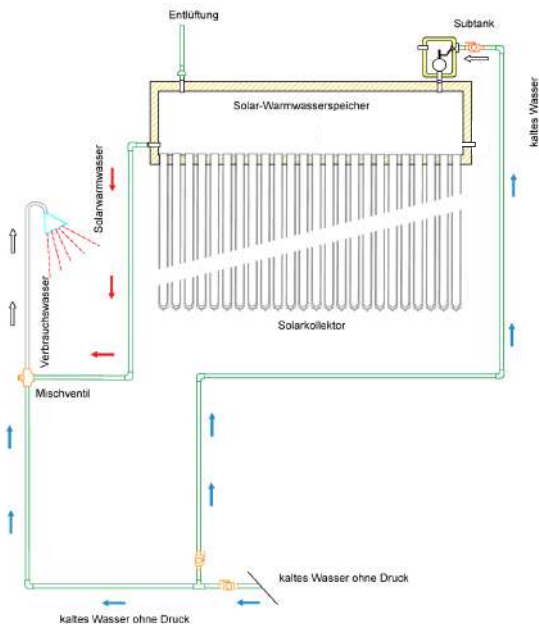 Entlüftung
Subtank
Solar-Warmwasserspeicher
kaltes Wasser
Solarwarmwasser
Verbrauchswasser
Solarkollektor
Mischventil
kaltes Wasser ohne Druck
kaltes Wasser ohne Druck